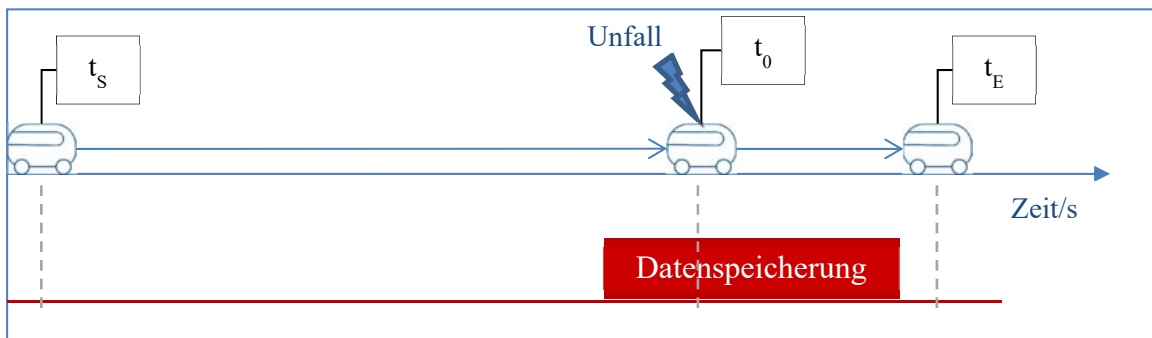 Unfall
t_S
t_0
t_E
Zeit/s
Datenspeicherung